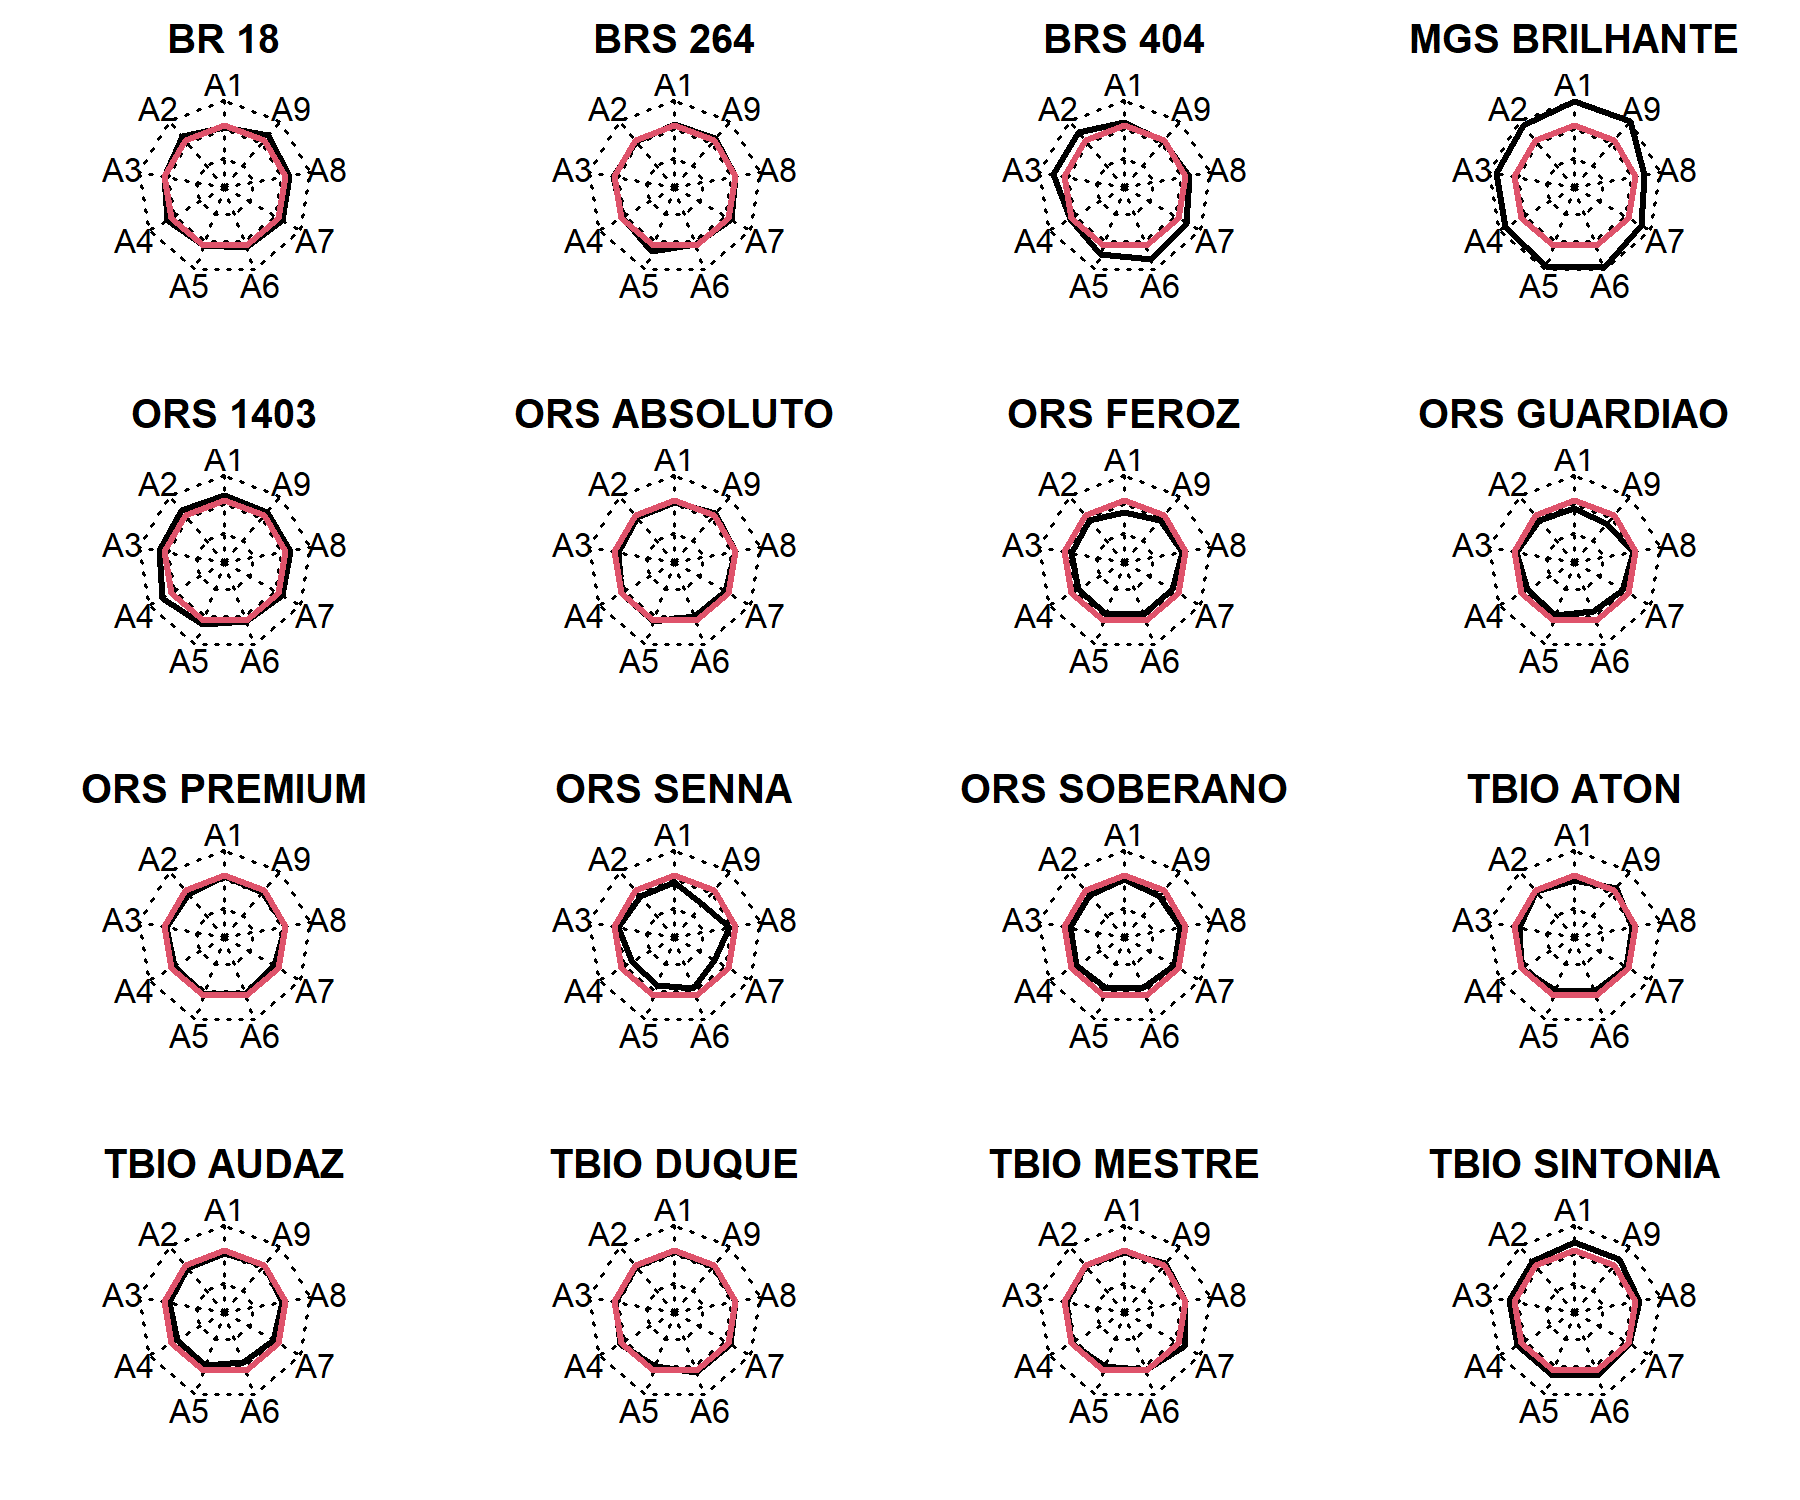 BR 18
A1
A2 A9
A3 A8
A4 A7
A5 A6
BRS 264
A1
A2 A9
A3 A8
A4 A7
A5 A6
BRS 404
A1
A2 A9
A3 A8
A4 A7
A5 A6
MGS BRILHANTE
A1
A2 A9
A3 A8
A4 A7
A5 A6
ORS 1403
A1
A2 A9
A3 A8
A4 A7
A5 A6
ORS ABSOLUTO
A1
A2 A9
A3 A8
A4 A7
A5 A6
ORS FEROZ
A1
A2 A9
A3 A8
A4 A7
A5 A6
ORS GUARDIAO
A1
A2 A9
A3 A8
A4 A7
A5 A6
ORS PREMIUM
A1
A2 A9
A3 A8
A4 A7
A5 A6
ORS SENNA
A1
A2 A9
A3 A8
A4 A7
A5 A6
ORS SOBERANO
A1
A2 A9
A3 A8
A4 A7
A5 A6
TBIO ATON
A1
A2 A9
A3 A8
A4 A7
A5 A6
TBIO AUDAZ
A1
A2 A9
A3 A8
A4 A7
A5 A6
TBIO DUQUE
A1
A2 A9
A3 A8
A4 A7
A5 A6
TBIO MESTRE
A1
A2 A9
A3 A8
A4 A7
A5 A6
TBIO SINTONIA
A1
A2 A9
A3 A8
A4 A7
A5 A6